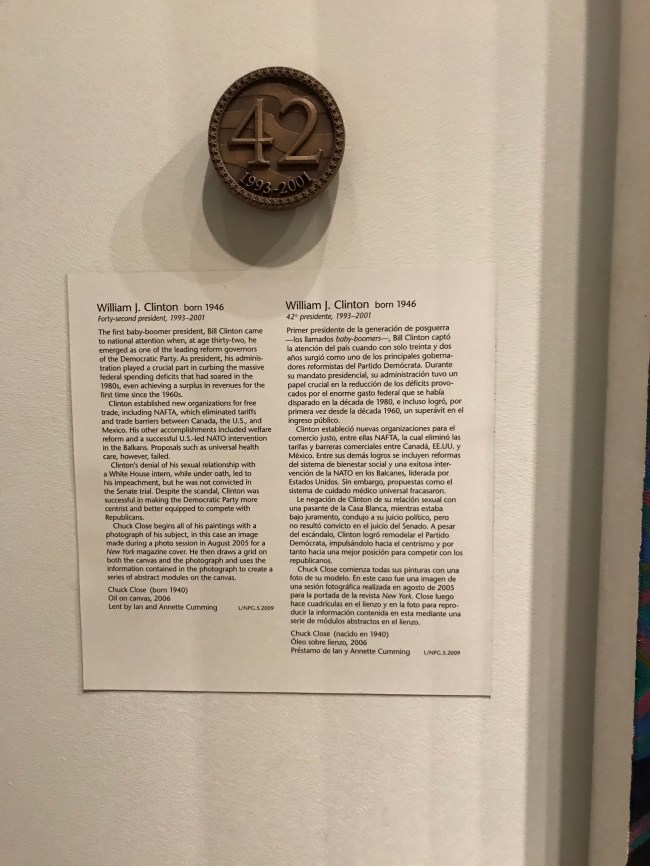 42
1993-2001
William J. Clinton born 1946
Forty-second president, 1993–2001
The first baby-boomer president, Bill Clinton came
to national attention when, at age thirty-two, he
emerged as one of the leading reform governors
of the Democratic Party. As president, his adminis-
tration played a crucial part in curbing the massive
federal spending deficits that had soared in the
1980s, even achieving a surplus in revenues for the
first time since the 1960s.
Clinton established new organizations for free
trade, including NAFTA, which eliminated tariffs
and trade barriers between Canada, the U.S., and
Mexico. His other accomplishments included welfare
reform and a successful U.S.-led NATO intervention
in the Balkans. Proposals such as universal health
care, however, failed.
Clinton's denial of his sexual relationship with
a White House intern, while under oath, led to
his impeachment, but he was not convicted in
the Senate trial. Despite the scandal, Clinton was
successful in making the Democratic Party more
centrist and better equipped to compete with
Republicans.
Chuck Close begins all of his paintings with a
photograph of his subject, in this case an image
made during a photo session in August 2005 for a
New York magazine cover. He then draws a grid on
both the canvas and the photograph and uses the
information contained in the photograph to create a
series of abstract modules on the canvas.
Chuck Close (born 1940)
Oil on canvas, 2006
Lent by Ian and Annette Cumming L/NPG.5.2009
William J. Clinton born 1946
42° presidente, 1993–2001
Primer presidente de la generación de posguerra
—los llamados baby-boomers—, Bill Clinton captó
la atención del país cuando con solo treinta y dos
años surgió como uno de los principales goberna-
dores reformistas del Partido Demócrata. Durante
su mandato presidencial, su administración tuvo un
papel crucial en la reducción de los déficits provo-
cados por el enorme gasto federal que se había
disparado en la década de 1980, e incluso logró, por
primera vez desde la década 1960, un superávit en el
ingreso público.
Clinton estableció nuevas organizaciones para el
comercio justo, entre ellas NAFTA, la cual eliminó las
tarifas y barreras comerciales entre Canadá, EE.UU. y
México. Entre sus demás logros se incluyen reformas
del sistema de bienestar social y una exitosa inter-
vención de la NATO en los Balcanes, liderada por
Estados Unidos. Sin embargo, propuestas como el
sistema de cuidado médico universal fracasaron.
Le negación de Clinton de su relación sexual con
una pasante de la Casa Blanca, mientras estaba
bajo juramento, condujo a su juicio político, pero
no resultó convicto en el juicio del Senado. A pesar
del escándalo, Clinton logró remodelar el Partido
Demócrata, impulsándolo hacia el centrismo y por
tanto hacia una mejor posición para competir con los
republicanos.
Chuck Close comienza todas sus pinturas con una
foto de su modelo. En este caso fue una imagen de
una sesión fotográfica realizada en agosto de 2005
para la portada de la revista New York. Close luego
hace cuadrículas en el lienzo y en la foto para repro-
ducir la información contenida en esta mediante una
serie de módulos abstractos en el lienzo.
Chuck Close (nacido en 1940)
Óleo sobre lienzo, 2006
Préstamo de Ian y Annette Cumming L/NPG.5.2009